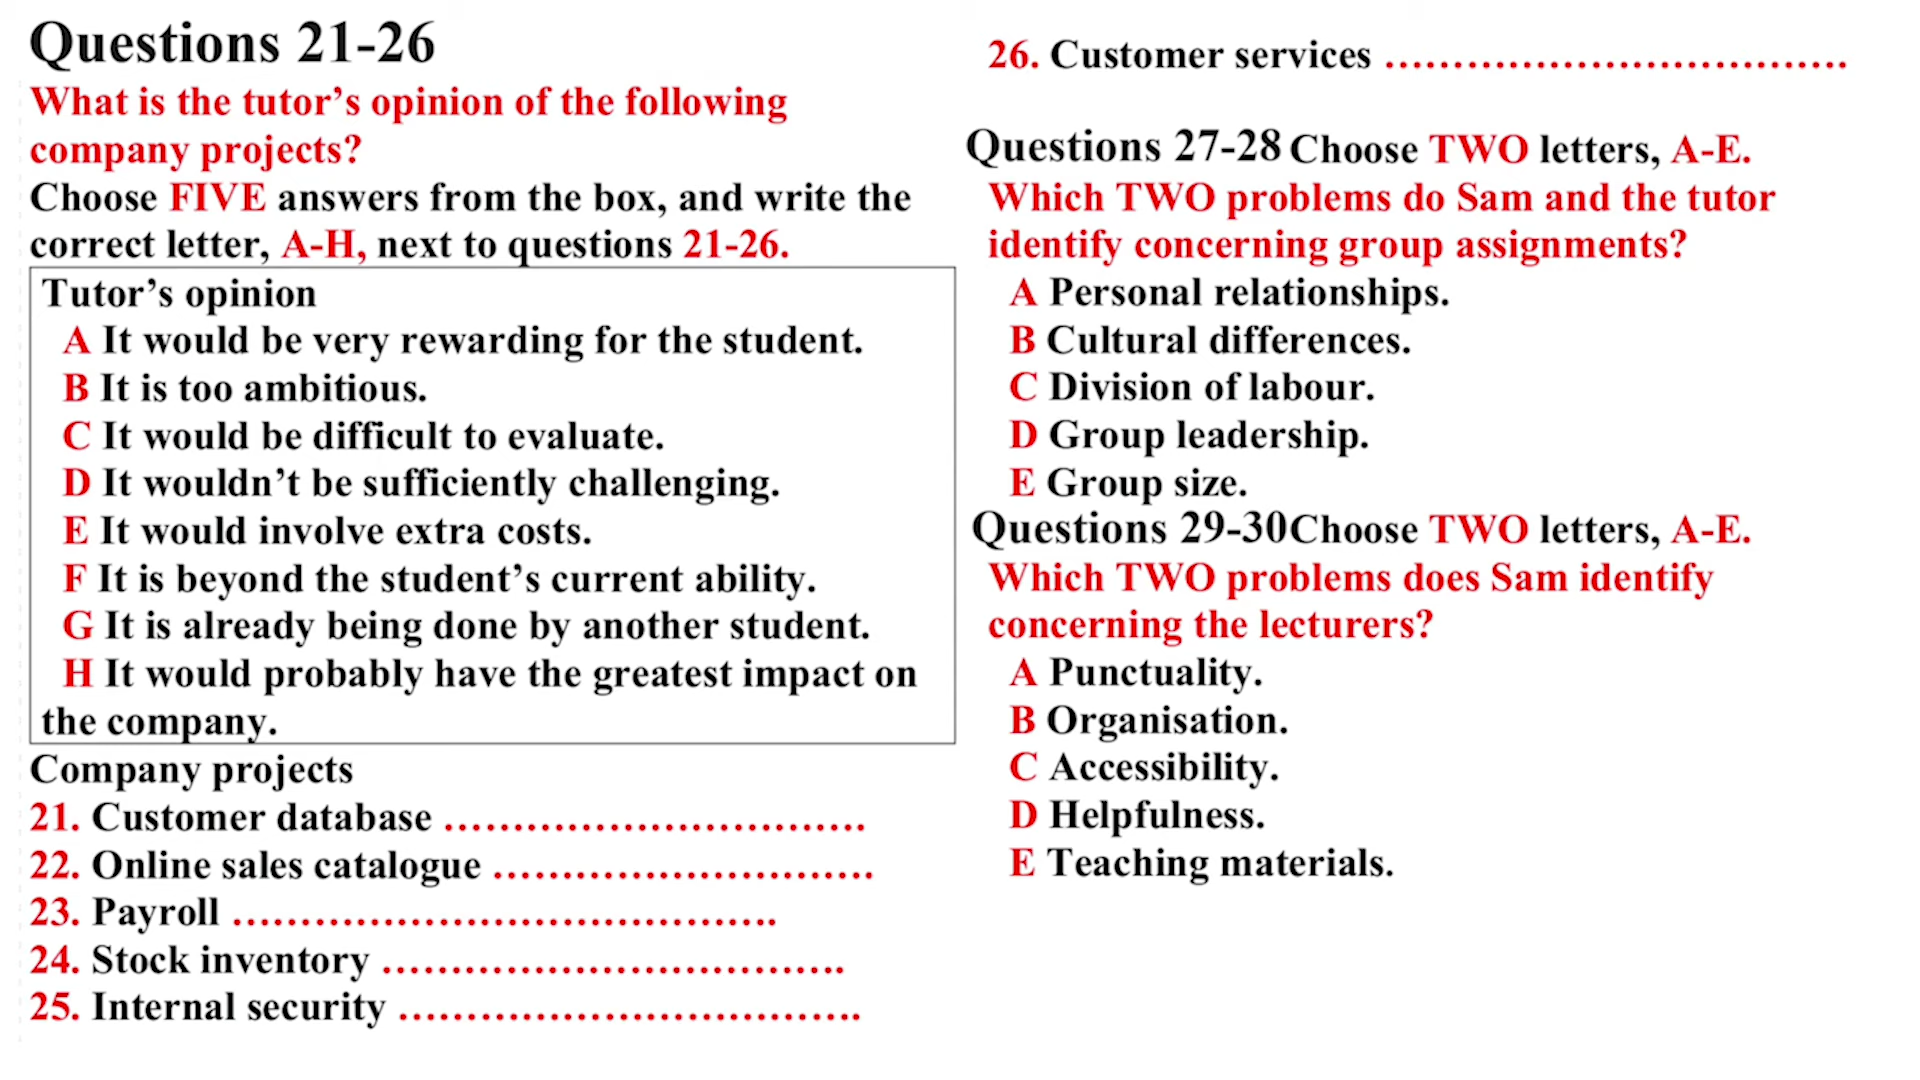 Questions 21-26
What is the tutor's opinion of the following
company projects?
Choose FIVE answers from the box, and write the
correct letter, A-H, next to questions 21-26.
Tutor's opinion
A It would be very rewarding for the student.
B It is too ambitious.
C It would be difficult to evaluate.
D It wouldn't be sufficiently challenging.
E It would involve extra costs.
F It is beyond the student's current ability.
G It is already being done by another student.
H It would probably have the greatest impact on
the company.
Company projects
21. Customer database ................................
22. Online sales catalogue .............................
23. Payroll ........................................
24. Stock inventory ...................................
25. Internal security ...................................
26. Customer services ...................................
Questions 27-28 Choose TWO letters, A-E.
Which TWO problems do Sam and the tutor
identify concerning group assignments?
A Personal relationships.
B Cultural differences.
C Division of labour.
D Group leadership.
E Group size.
Questions 29-30Choose TWO letters, A-E.
Which TWO problems does Sam identify
concerning the lecturers?
A Punctuality.
B Organisation.
C Accessibility.
D Helpfulness.
E Teaching materials.